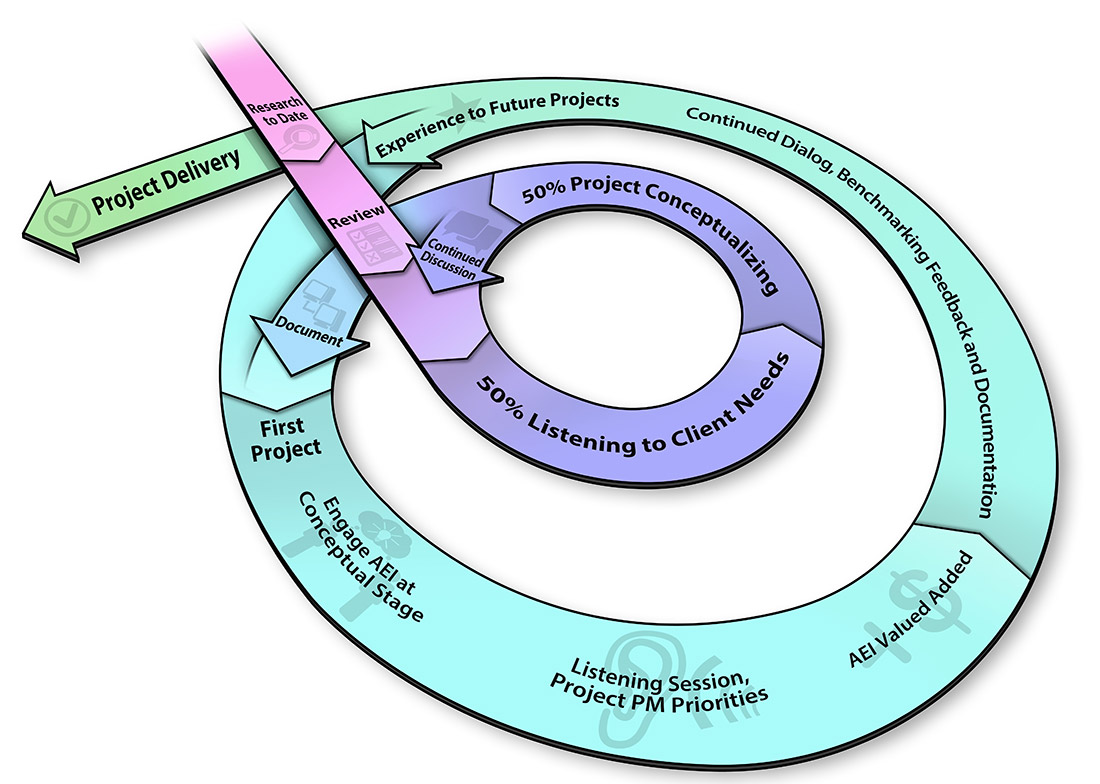 Research
to Date
Review
Continued
Discussion
50% Listening to Client Needs
50% Project Conceptualizing
Document
First
Project
Engage AEI at
Conceptual Stage
Listening Session,
Project PM Priorities
AEI Valued Added
Continued Dialog, Benchmarking Feedback and Documentation
Experience to Future Projects
Project Delivery